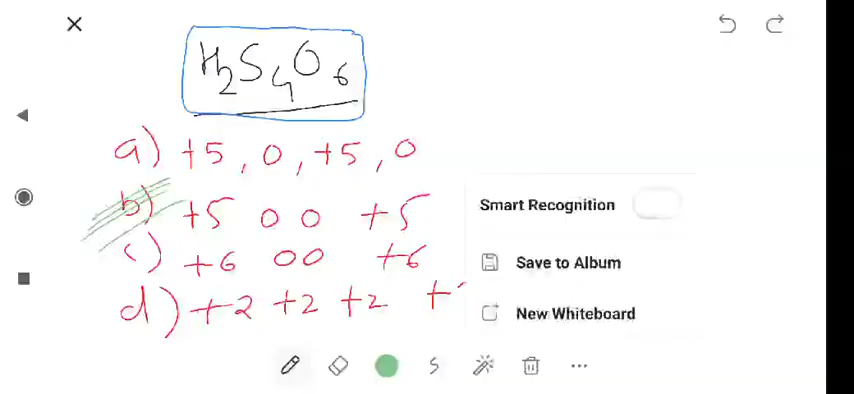 H2S4O6
a) +5, 0, +5, 0
b) +5 0 0 +5
c) +6 00 +6
d) +2 +2 +2 +
Smart Recognition
Save to Album
New Whiteboard